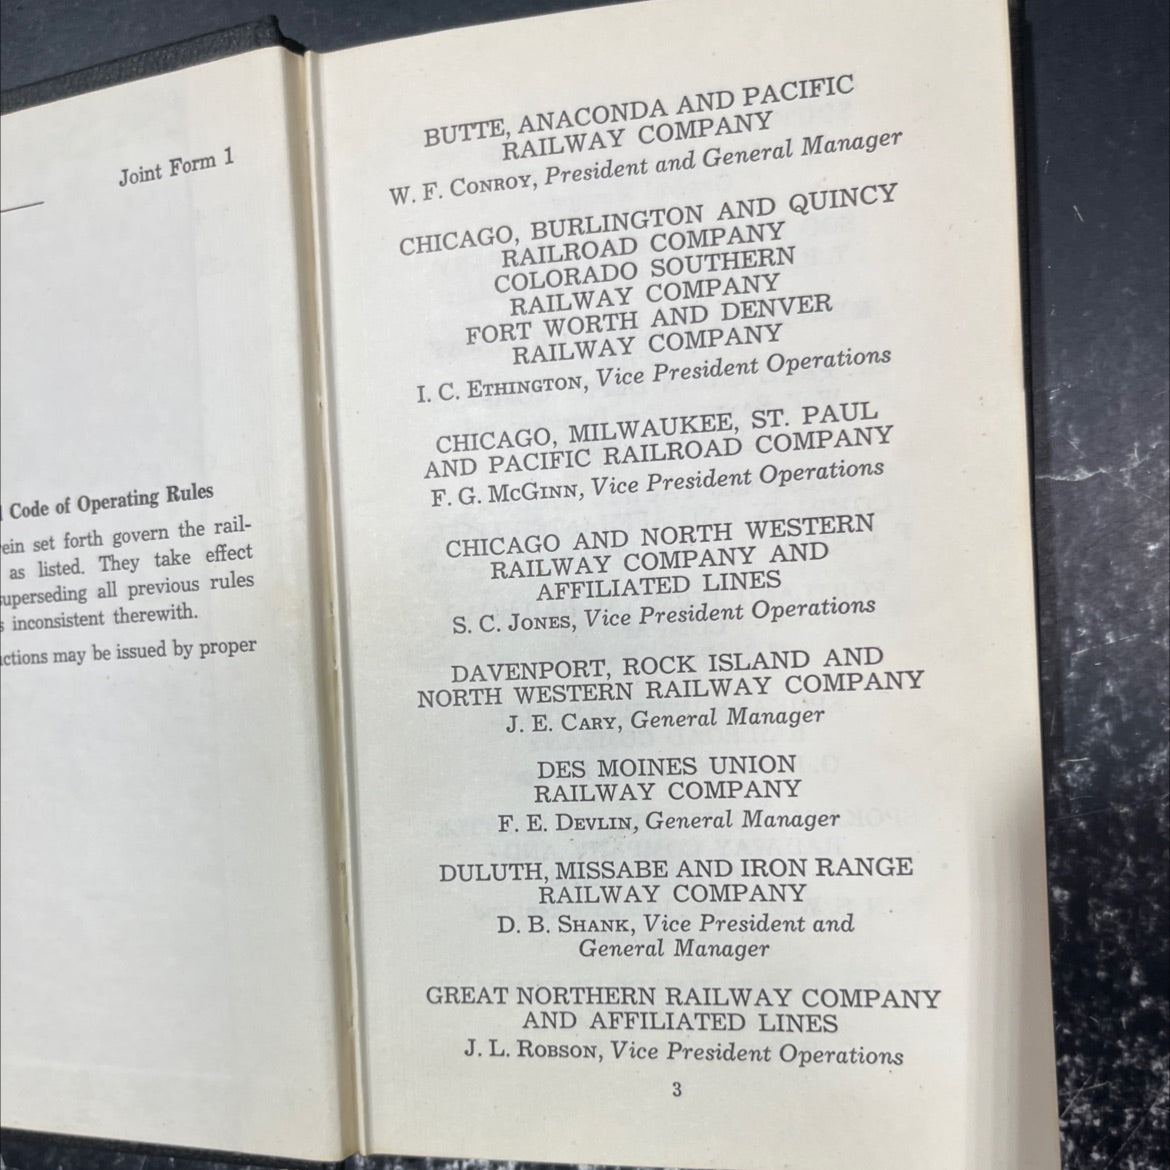 Joint Form 1
Code of Operating Rules
set forth govern the rail-
as listed. They take effect
superseding all previous rules
inconsistent therewith.
may be issued by proper
BUTTE, ANACONDA AND PACIFIC
RAILWAY COMPANY
W. F. CONROY, President and General Manager
CHICAGO, BURLINGTON AND QUINCY
RAILROAD COMPANY
COLORADO SOUTHERN
RAILWAY COMPANY
FORT WORTH AND DENVER
RAILWAY COMPANY
I. C. ETHINGTON, Vice President Operations
CHICAGO, MILWAUKEE, ST. PAUL
AND PACIFIC RAILROAD COMPANY
F. G. MCGINN, Vice President Operations
CHICAGO AND NORTH WESTERN
RAILWAY COMPANY AND
AFFILIATED LINES
S. C. JONES, Vice President Operations
DAVENPORT, ROCK ISLAND AND
NORTH WESTERN RAILWAY COMPANY
J. E. CARY, General Manager
DES MOINES UNION
RAILWAY COMPANY
F. E. DEVLIN, General Manager
DULUTH, MISSABE AND IRON RANGE
RAILWAY COMPANY
D. B. SHANK, Vice President and
General Manager
GREAT NORTHERN RAILWAY COMPANY
AND AFFILIATED LINES
J. L. ROBSON, Vice President Operations
3